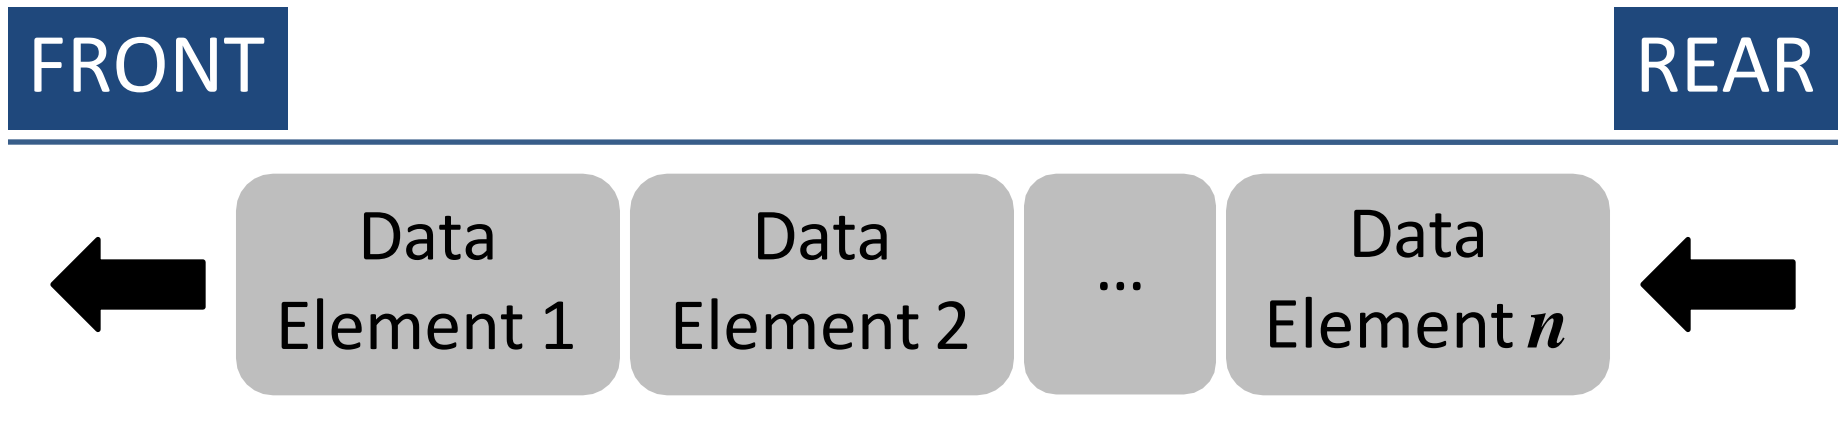 FRONT
REAR
Data
Element 1
Data
Element 2
...
Data
Element n